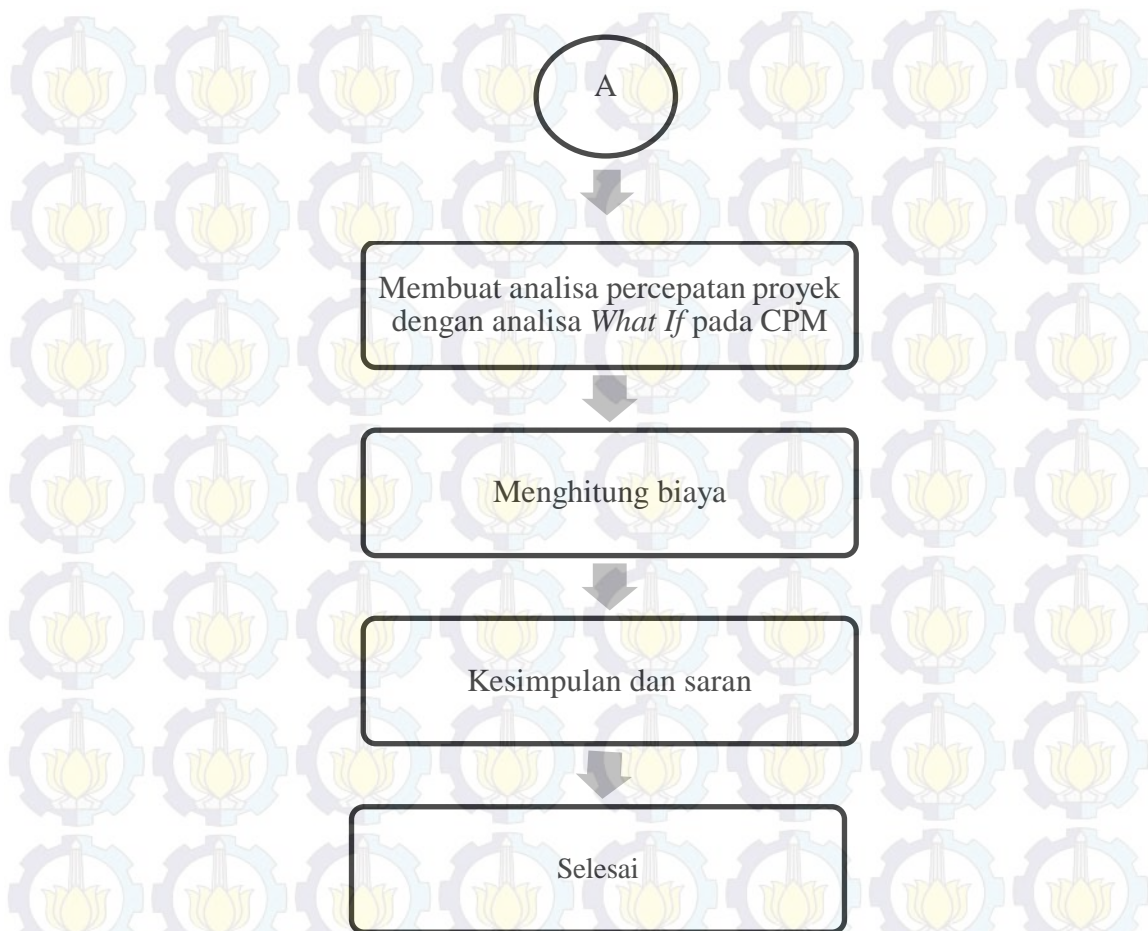 A
Membuat analisa percepatan proyek
dengan analisa What If pada CPM
Menghitung biaya
Kesimpulan dan saran
Selesai